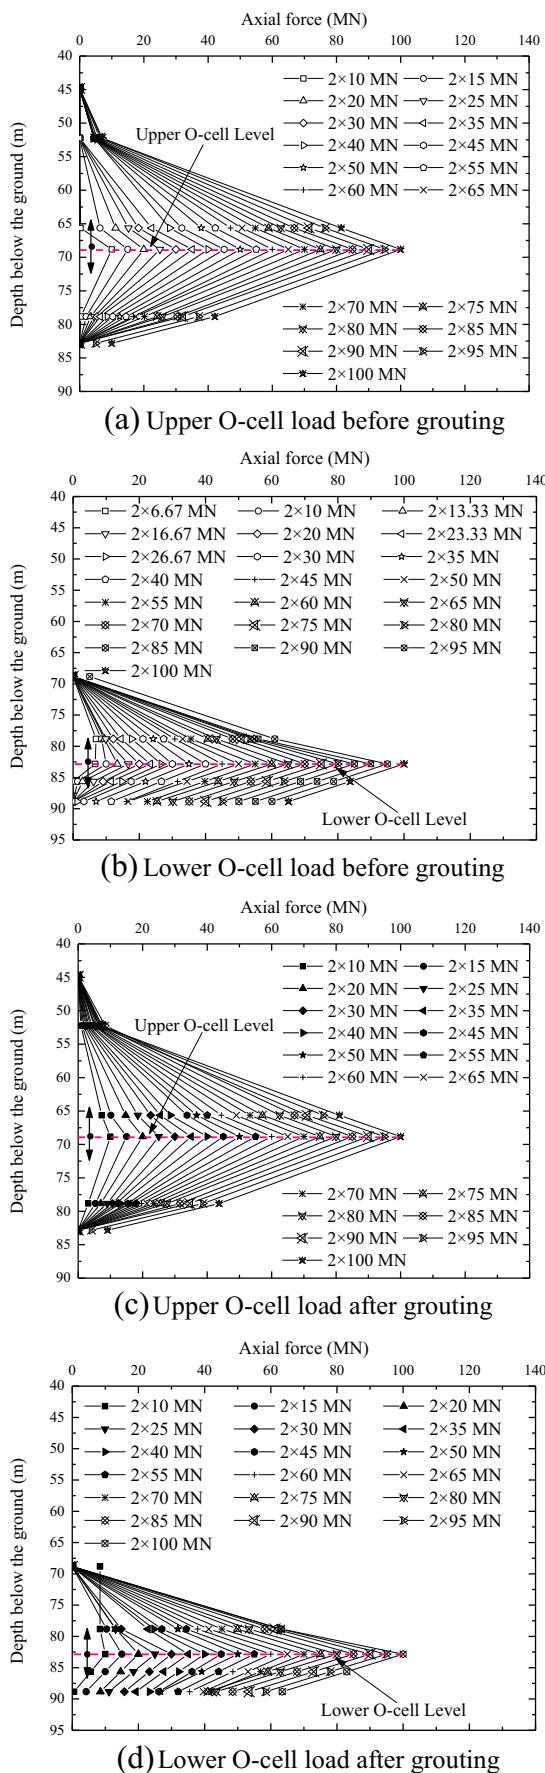 Axial force (MN)
0 20 40 60 80 100 120 140
40
45
50
55
60
65
70
75
80
85
90
Depth below the ground (m)
2×10 MN 2×15 MN
2×20 MN 2×25 MN
2×30 MN 2×35 MN
2×40 MN 2×45 MN
2×50 MN 2×55 MN
2×60 MN 2×65 MN
Upper O-cell Level
2×70 MN 2×75 MN
2×80 MN 2×85 MN
2×90 MN 2×95 MN
2×100 MN
(a) Upper O-cell load before grouting
Axial force (MN)
0 20 40 60 80 100 120 140
40
45
50
55
60
65
70
75
80
85
90
95
Depth below the ground (m)
2×6.67 MN 2×10 MN 2×13.33 MN
2×16.67 MN 2×20 MN 2×23.33 MN
2×26.67 MN 2×30 MN 2×35 MN
2×40 MN 2×45 MN 2×50 MN
2×55 MN 2×60 MN 2×65 MN
2×70 MN 2×75 MN 2×80 MN
2×85 MN 2×90 MN 2×95 MN
2×100 MN
Lower O-cell Level
(b) Lower O-cell load before grouting
Axial force (MN)
0 20 40 60 80 100 120 140
40
45
50
55
60
65
70
75
80
85
90
Depth below the ground (m)
2×10 MN 2×15 MN
2×20 MN 2×25 MN
2×30 MN 2×35 MN
2×40 MN 2×45 MN
2×50 MN 2×55 MN
2×60 MN 2×65 MN
Upper O-cell Level
2×70 MN 2×75 MN
2×80 MN 2×85 MN
2×90 MN 2×95 MN
2×100 MN
(c) Upper O-cell load after grouting
Axial force (MN)
0 20 40 60 80 100 120 140
40
45
50
55
60
65
70
75
80
85
90
95
Depth below the ground (m)
2×10 MN 2×15 MN 2×20 MN
2×25 MN 2×30 MN 2×35 MN
2×40 MN 2×45 MN 2×50 MN
2×55 MN 2×60 MN 2×65 MN
2×70 MN 2×75 MN 2×80 MN
2×85 MN 2×90 MN 2×95 MN
2×100 MN
Lower O-cell Level
(d) Lower O-cell load after grouting